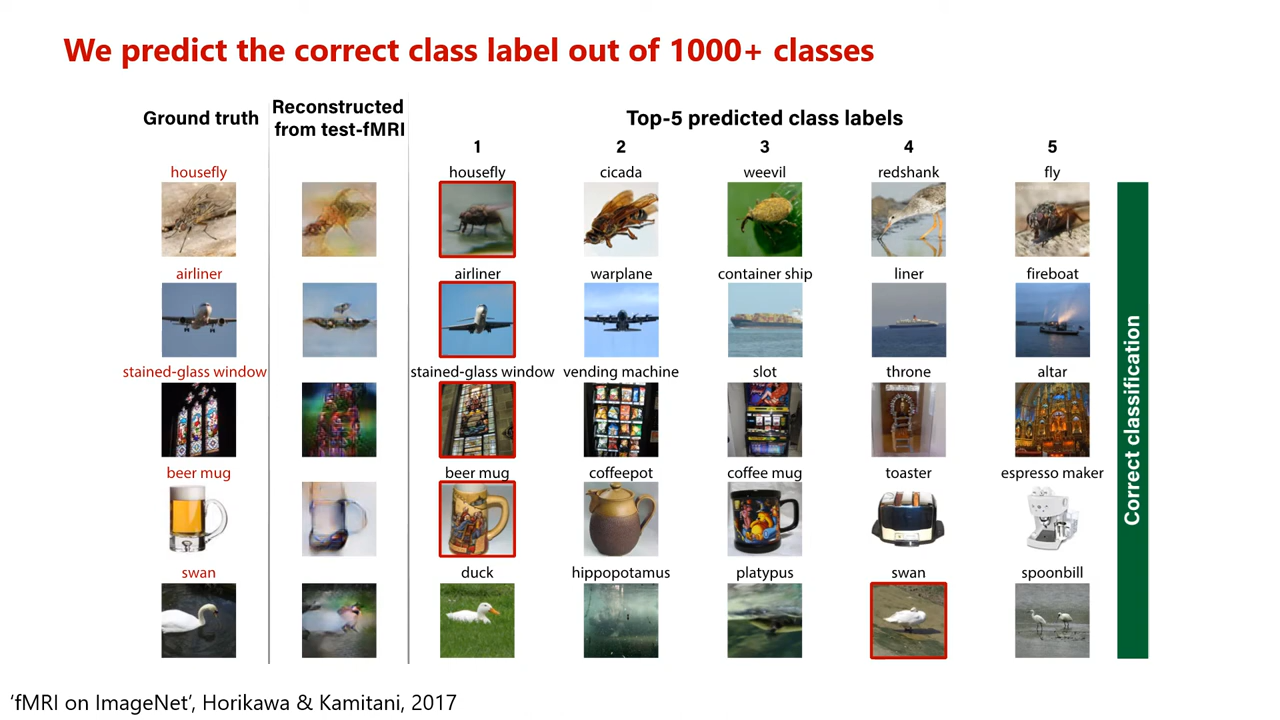 We predict the correct class label out of 1000+ classes
Ground truth
Reconstructed
from test-fMRI
Top-5 predicted class labels
1 2 3 4 5
housefly housefly cicada weevil redshank fly
airliner airliner warplane container ship liner fireboat
stained-glass window stained-glass window vending machine slot throne altar
beer mug beer mug coffeepot coffee mug toaster espresso maker
swan duck hippopotamus platypus swan spoonbill
Correct classification
‘fMRI on ImageNet‘, Horikawa & Kamitani, 2017